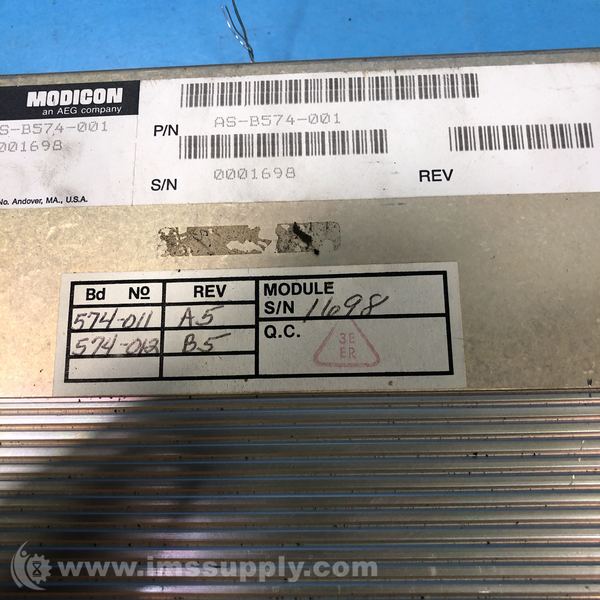 MODICON
an AEG company
S-B574-001
001698
No. Andover, MA., U.S.A.
P/N AS-B574-001
S/N 0001698 REV
Bd No REV
574-011 A5
574-012 B5
MODULE
S/N 11698
Q.C.
3E
ER
www.imssupply.com